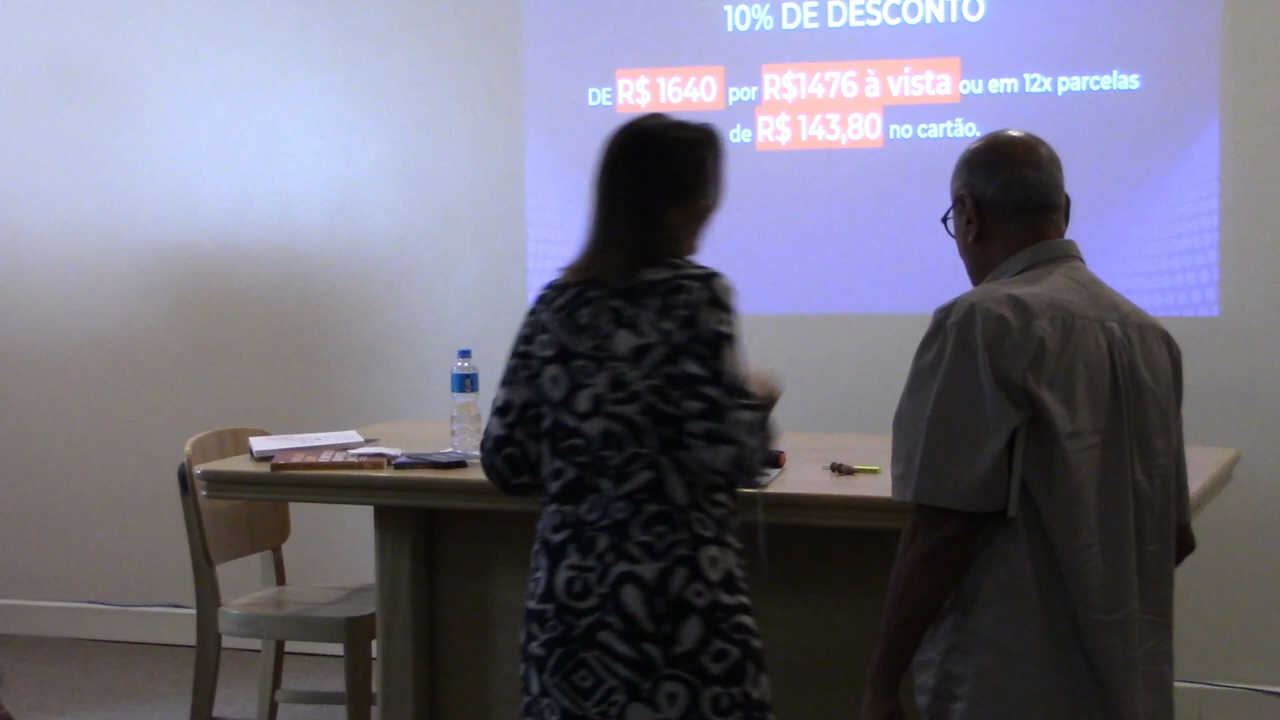 10% DE DESCONTO
DE R$ 1640 por R$1476 à vista ou em 12x parcelas
de R$ 143,80 no cartão.